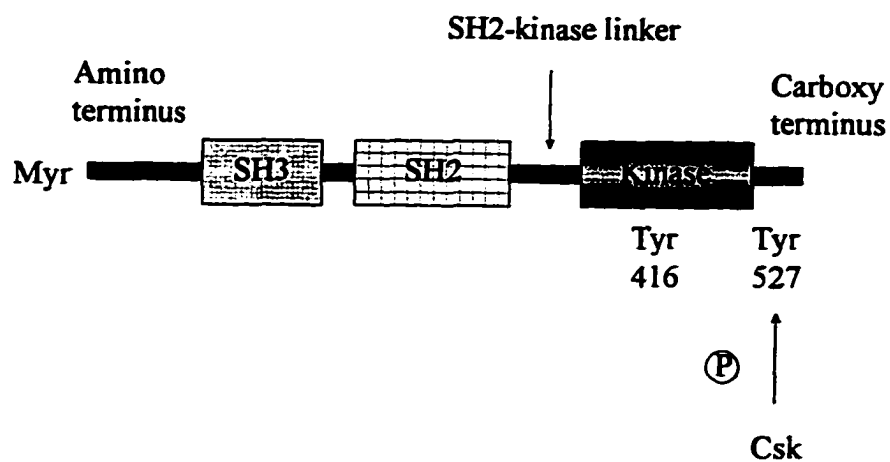 SH2-kinase linker
Amino
terminus
Carboxy
terminus
Myr
SH3
SH2
Kinase
Tyr
416
Tyr
527
P
Csk